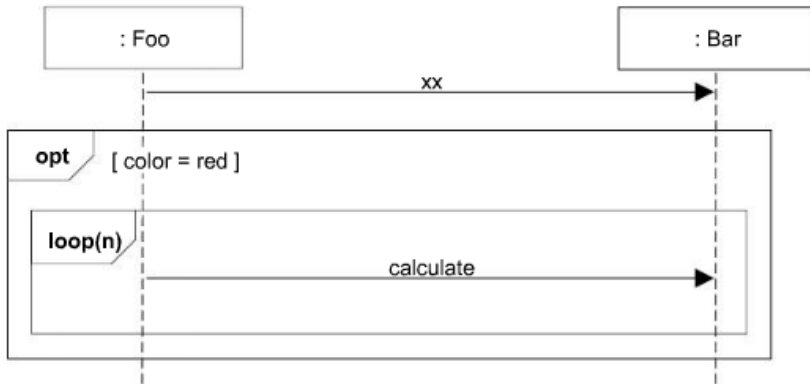 : Foo
: Bar
xx
opt
[ color = red ]
loop(n)
calculate